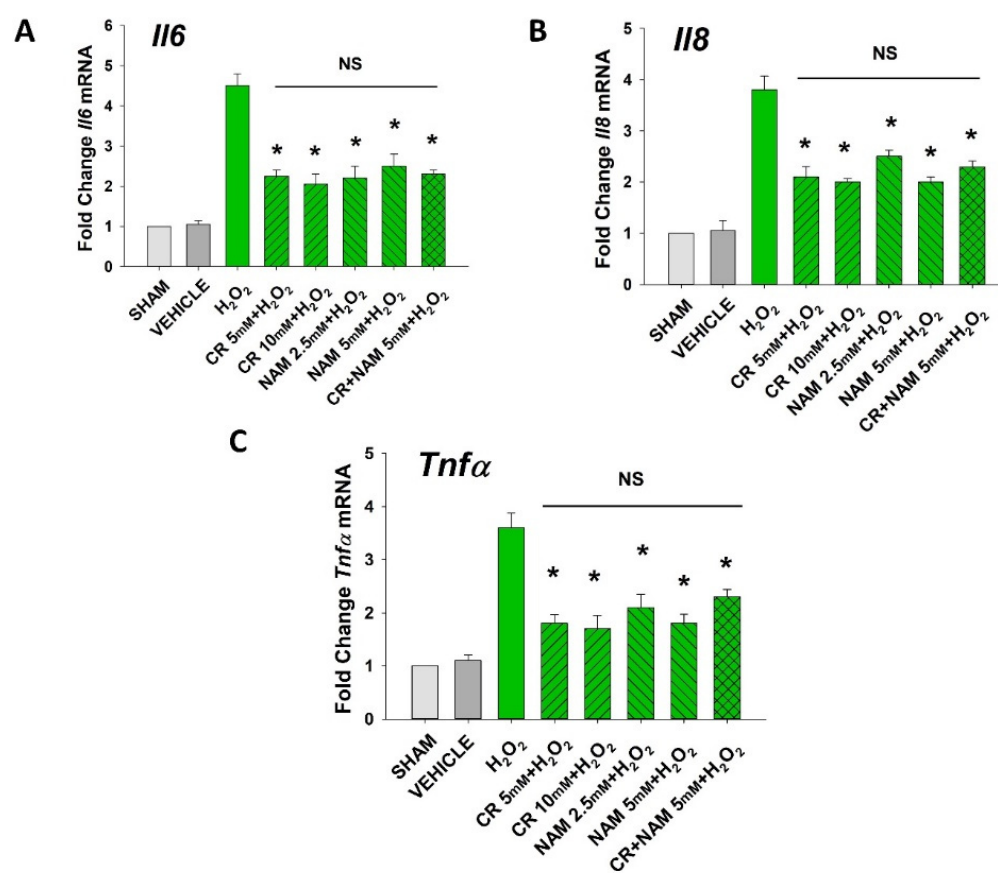 A
Il6
Fold Change Il6 mRNA
6
5
4
3
2
1
0
NS
* * * * *
SHAM
VEHICLE
H₂O₂
CR 5mM+H₂O₂
CR 10mM+H₂O₂
NAM 2.5mM+H₂O₂
NAM 5mM+H₂O₂
CR+NAM 5mM+H₂O₂
B
Il8
Fold Change Il8 mRNA
5
4
3
2
1
0
NS
* * * * *
SHAM
VEHICLE
H₂O₂
CR 5mM+H₂O₂
CR 10mM+H₂O₂
NAM 2.5mM+H₂O₂
NAM 5mM+H₂O₂
CR+NAM 5mM+H₂O₂
C
Tnfα
Fold Change Tnfα mRNA
5
4
3
2
1
0
NS
* * * * *
SHAM
VEHICLE
H₂O₂
CR 5mM+H₂O₂
CR 10mM+H₂O₂
NAM 2.5mM+H₂O₂
NAM 5mM+H₂O₂
CR+NAM 5mM+H₂O₂